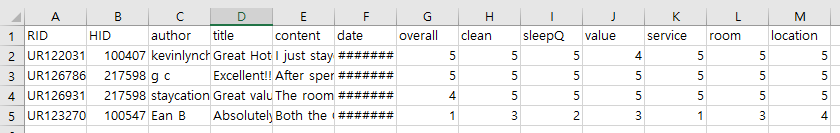 A B C D E F G H I J K L M
1 RID HID author title content date overall clean sleepQ value service room location
2 UR122031 100407 kevinlynch Great Hot I just stay ####### 5 5 5 4 5 5 5
3 UR126786 217598 g c Excellent!! After sper ####### 5 5 5 5 5 5 5
4 UR126931 217598 staycation Great valu The room ####### 4 5 5 5 5 5 5
5 UR123270 100547 Ean B Absolutely Both the ####### 1 3 2 3 1 3 4